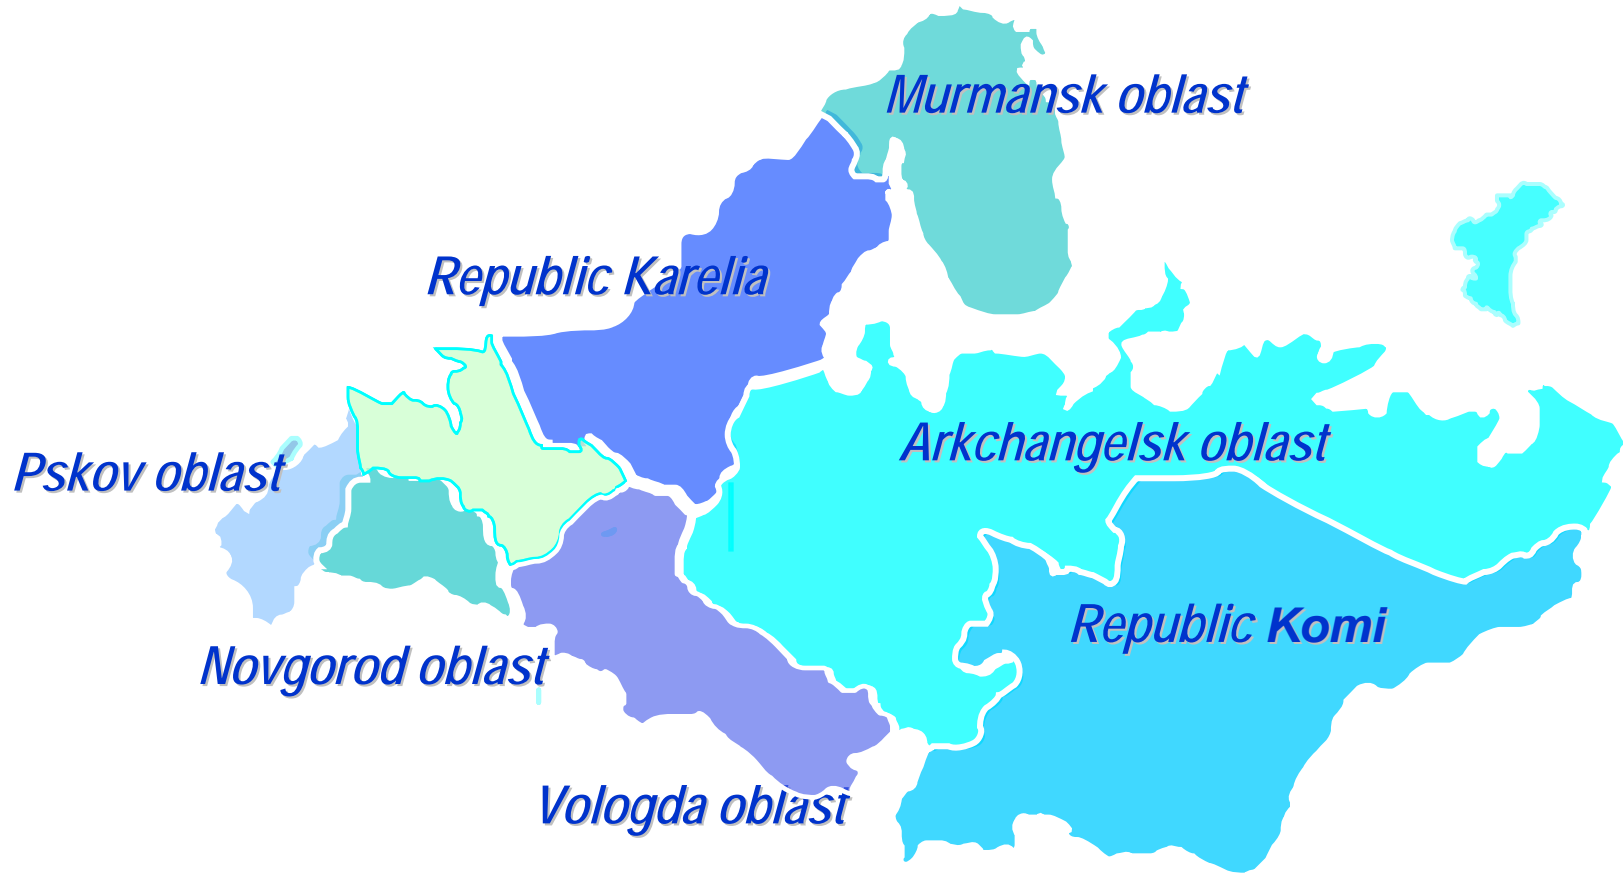 Murmansk oblast
Republic Karelia
Arkchangelsk oblast
Pskov oblast
Republic Komi
Novgorod oblast
Vologda oblast